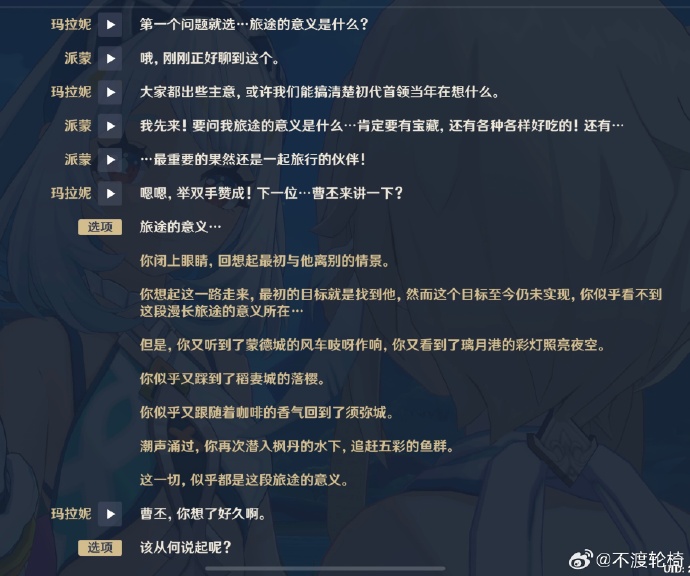 玛拉妮 第一个问题就选…旅途的意义是什么？
派蒙 哦，刚刚正好聊到这个。
玛拉妮 大家都出些主意，或许我们能搞清楚初代首领当年在想什么。
派蒙 我先来！要问我旅途的意义是什么…肯定要有宝藏，还有各种各样好吃的！还有…
派蒙 …最重要的果然还是一起旅行的伙伴！
玛拉妮 嗯嗯，举双手赞成！下一位…曹丕来讲一下？
选项 旅途的意义…
你闭上眼睛，回想起最初与他离别的情景。
你想起这一路走来，最初的目标就是找到他，然而这个目标至今仍未实现，你似乎看不到
这段漫长旅途的意义所在…
但是，你又听到了蒙德城的风车吱呀作响，你又看到了璃月港的彩灯照亮夜空。
你似乎又踩到了稻妻城的落樱。
你似乎又跟随着咖啡的香气回到了须弥城。
潮声涌过，你再次潜入枫丹的水下，追赶五彩的鱼群。
这一切，似乎都是这段旅途的意义。
玛拉妮 曹丕，你想了好久啊。
选项 该从何说起呢？
@不渡轮椅
UID: 2